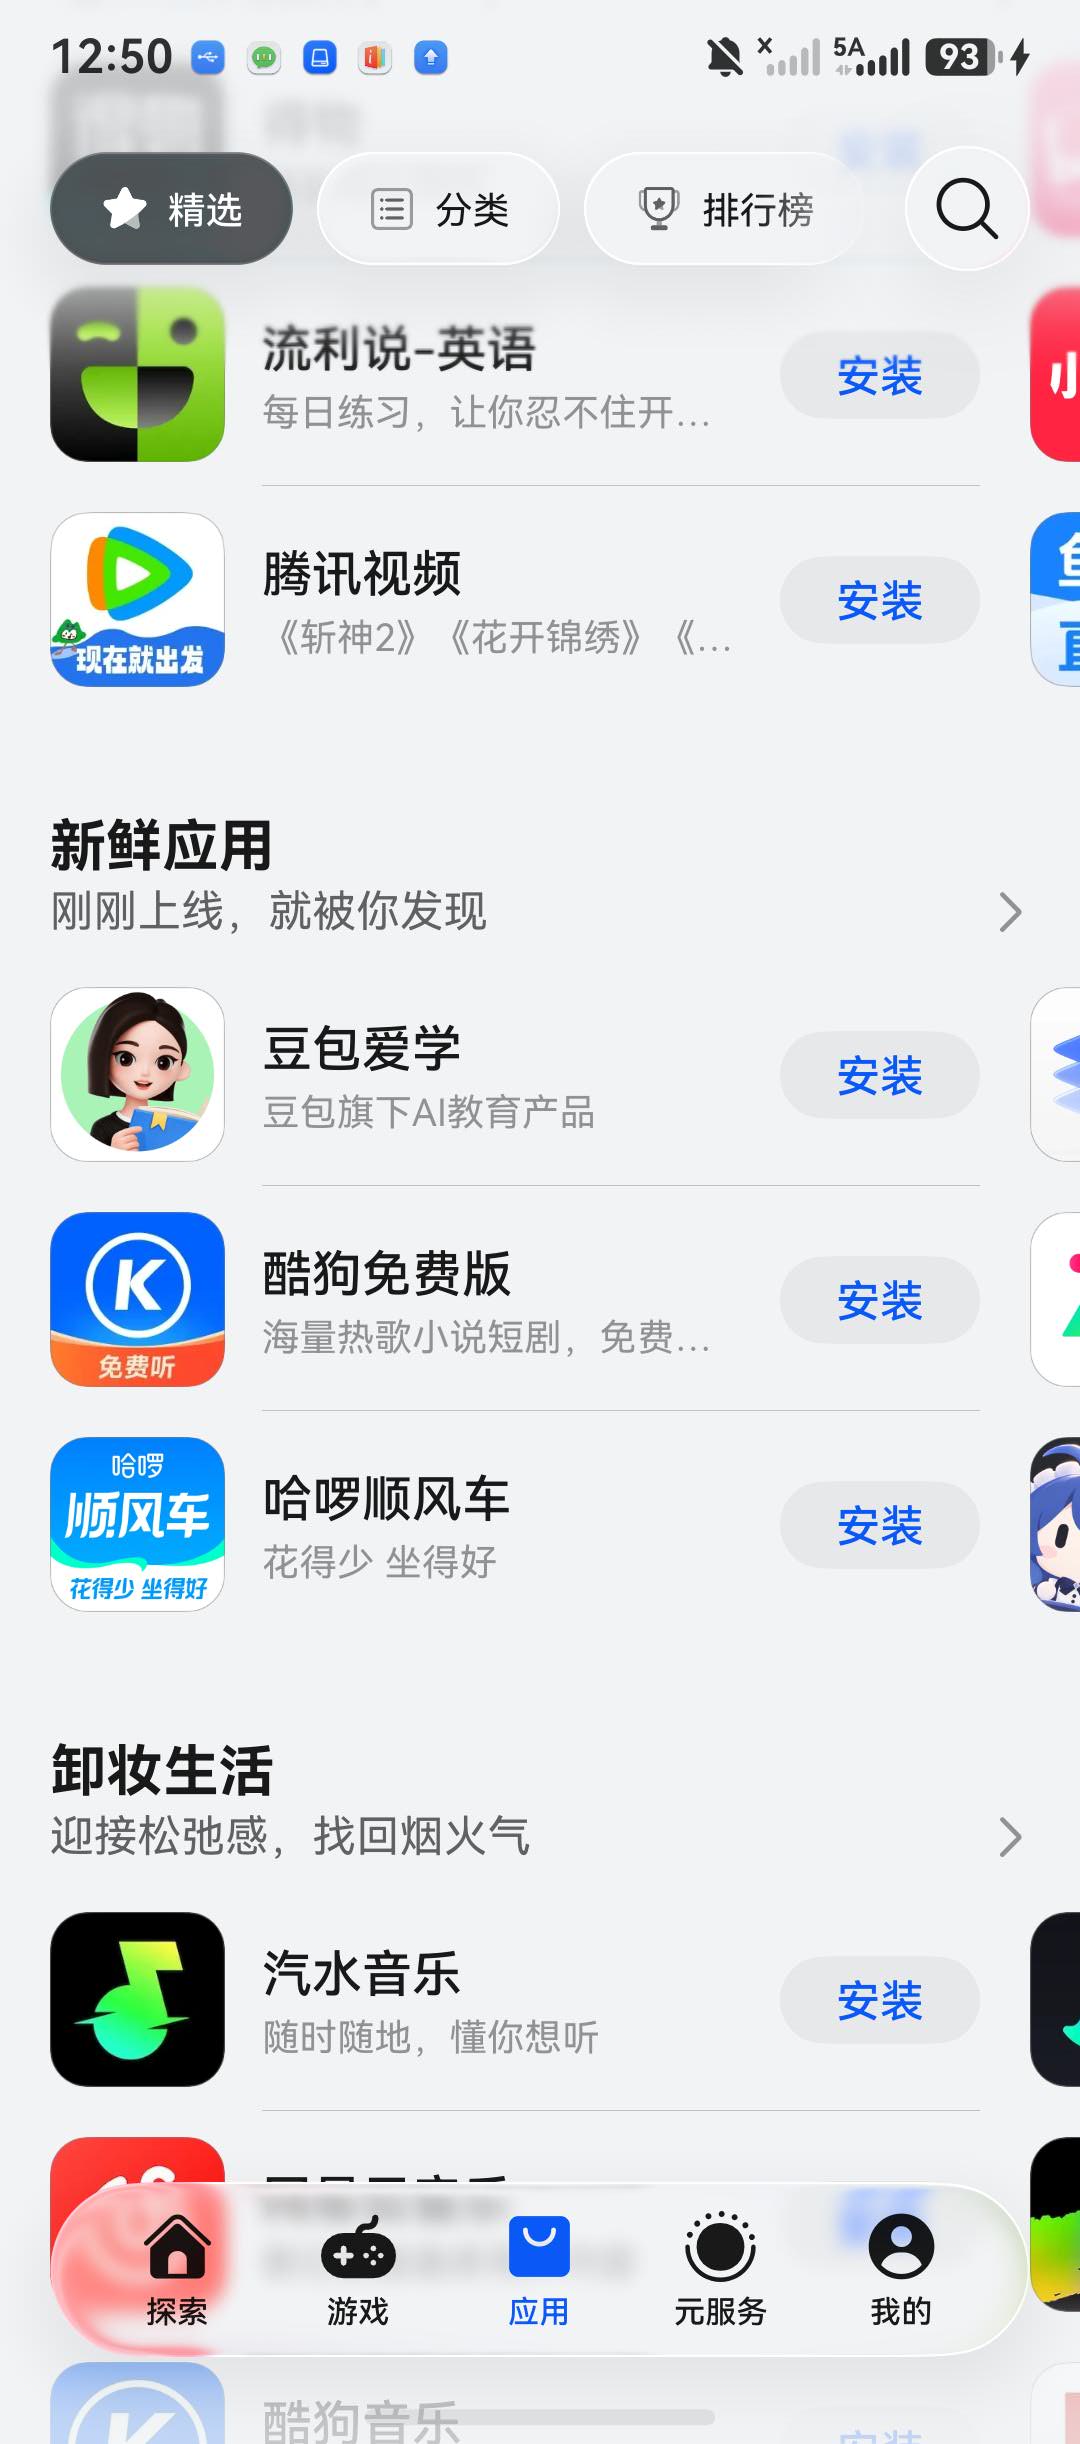 12:50
5A
93
得物
安装
精选
分类
排行榜
流利说-英语
每日练习，让你忍不住开...
安装
现在就出发
腾讯视频
《斩神2》《花开锦绣》《...
安装
新鲜应用
刚刚上线，就被你发现
豆包爱学
豆包旗下AI教育产品
安装
K
免费听
酷狗免费版
海量热歌小说短剧，免费...
安装
哈啰
顺风车
花得少 坐得好
哈啰顺风车
花得少 坐得好
安装
卸妆生活
迎接松弛感，找回烟火气
汽水音乐
随时随地，懂你想听
安装
探索
游戏
应用
元服务
我的
酷狗音乐
安装